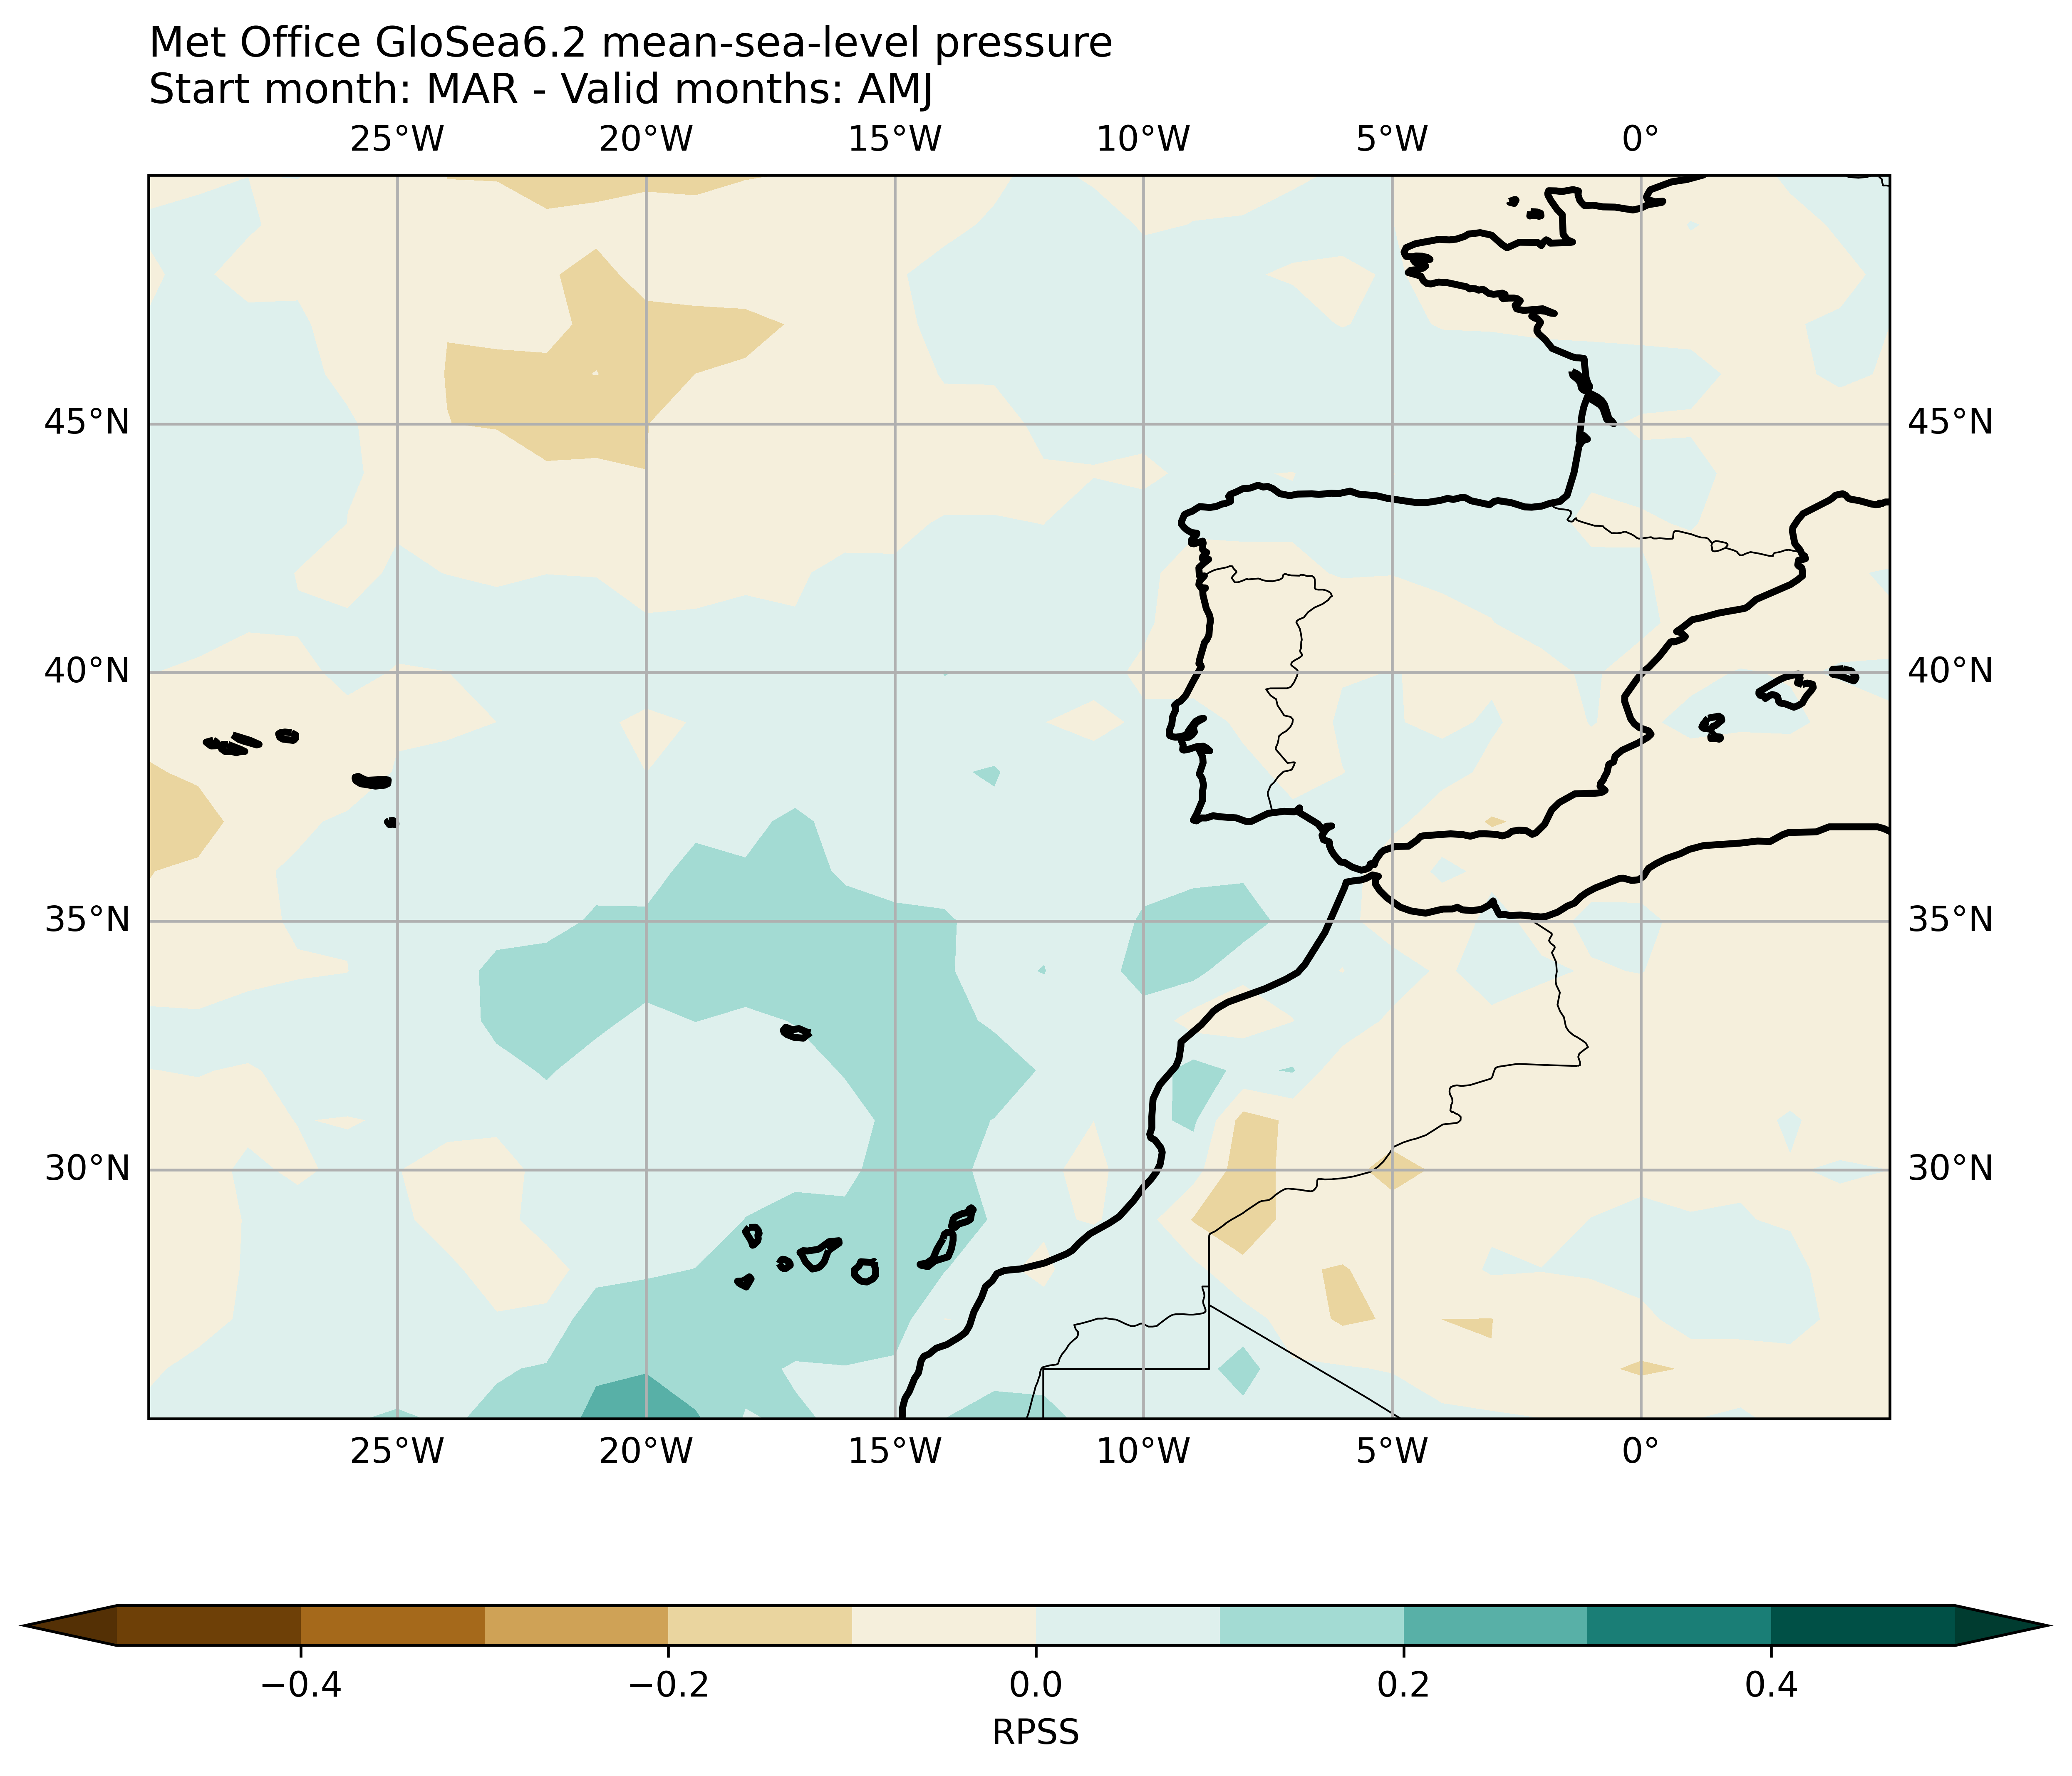 Met Office GloSea6.2 mean-sea-level pressure
Start month: MAR - Valid months: AMJ
25°W 20°W 15°W 10°W 5°W 0°
45°N 45°N
40°N 40°N
35°N 35°N
30°N 30°N
25°W 20°W 15°W 10°W 5°W 0°
−0.4 −0.2 0.0 0.2 0.4
RPSS